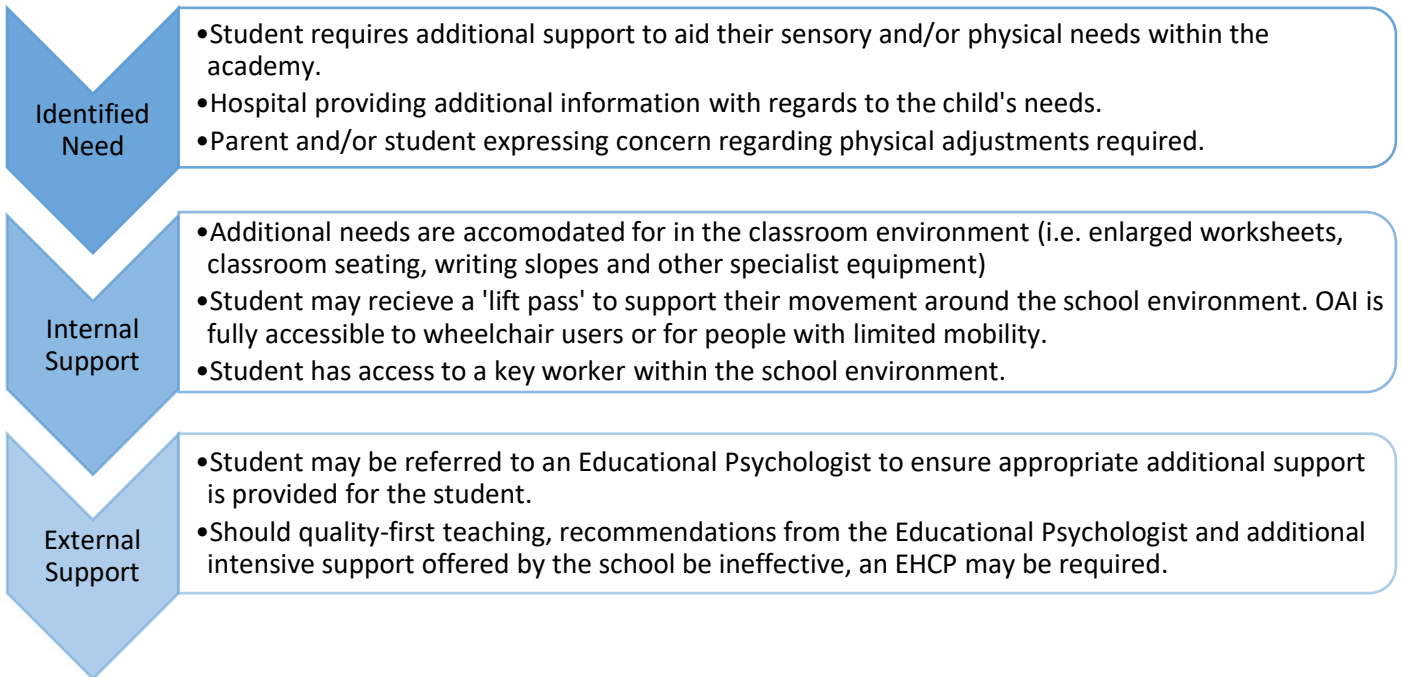 Identified
Need
•Student requires additional support to aid their sensory and/or physical needs within the
academy.
•Hospital providing additional information with regards to the child's needs.
•Parent and/or student expressing concern regarding physical adjustments required.
Internal
Support
•Additional needs are accomodated for in the classroom environment (i.e. enlarged worksheets,
classroom seating, writing slopes and other specialist equipment)
•Student may recieve a 'lift pass' to support their movement around the school environment. OAI is
fully accessible to wheelchair users or for people with limited mobility.
•Student has access to a key worker within the school environment.
External
Support
•Student may be referred to an Educational Psychologist to ensure appropriate additional support
is provided for the student.
•Should quality-first teaching, recommendations from the Educational Psychologist and additional
intensive support offered by the school be ineffective, an EHCP may be required.